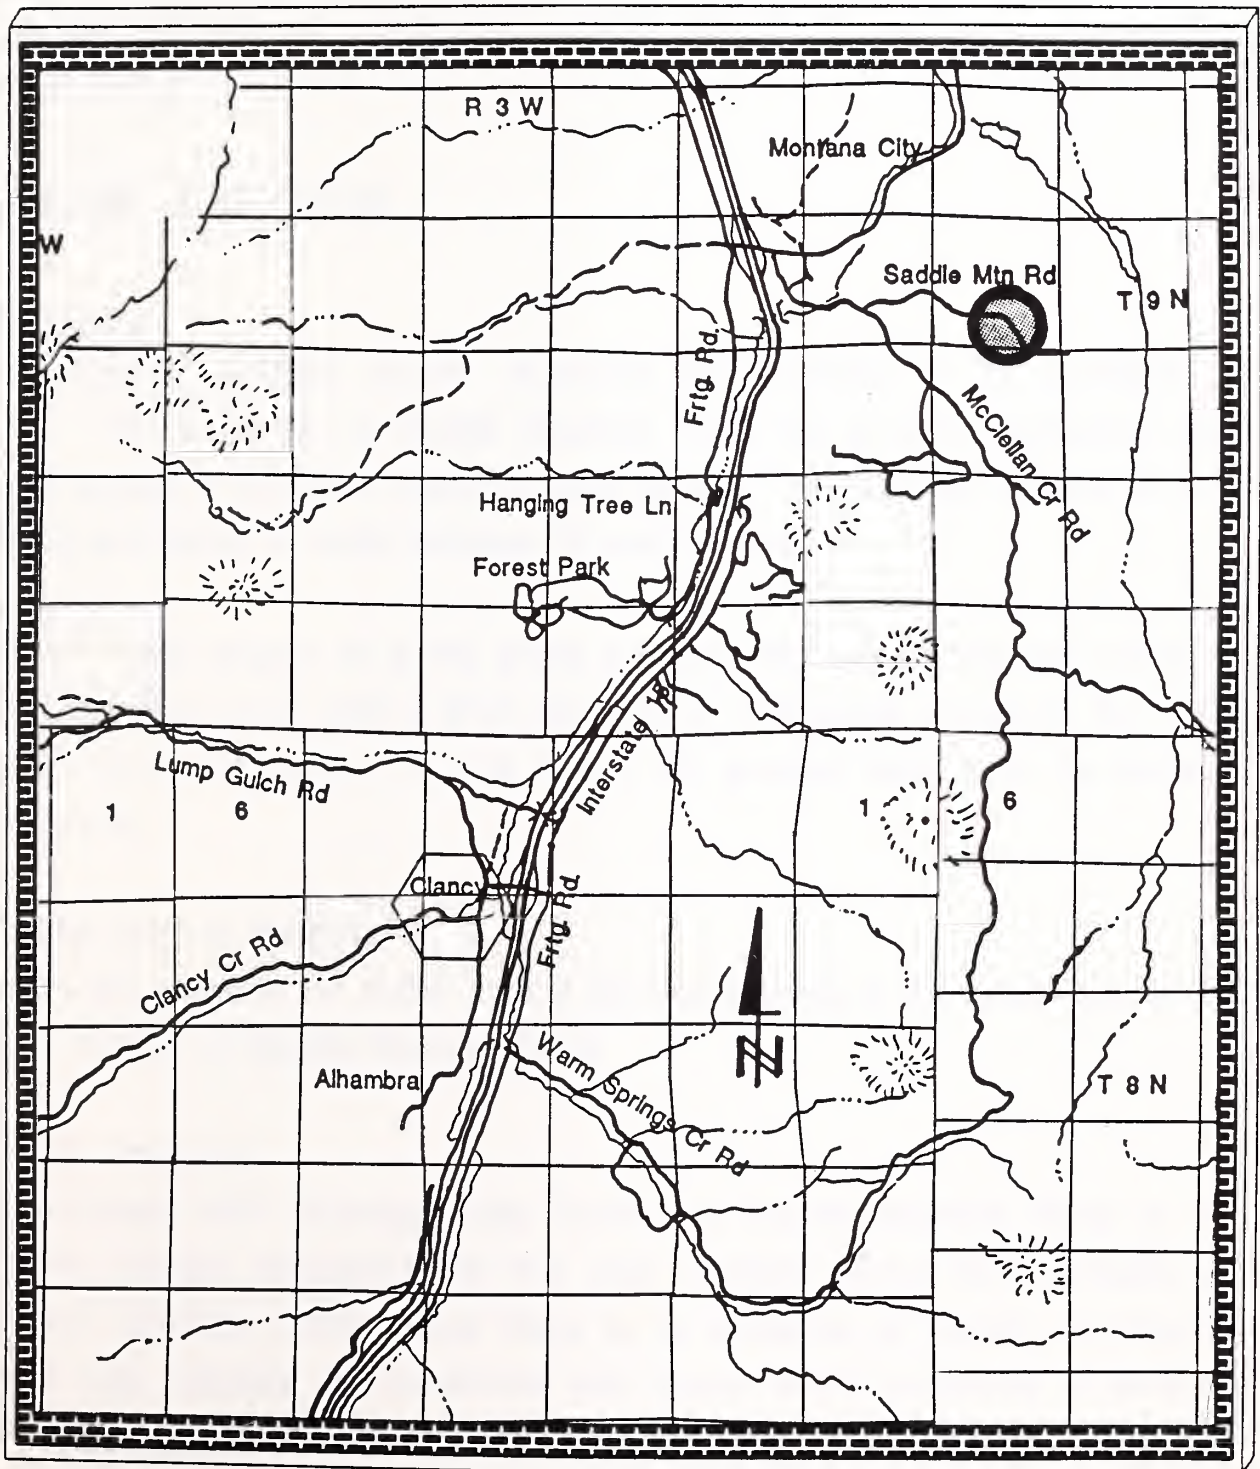 R 3 W
Montana City
W
Saddle Mtn Rd
T 9 N
Frtg. Rd.
McClellan Cr Rd
Hanging Tree Ln
Forest Park
Interstate 15
Lump Gulch Rd
1
6
1
6
Clancy
Frtg. Rd.
Clancy Cr Rd
N
Warm Springs Cr Rd
Alhambra
T 8 N